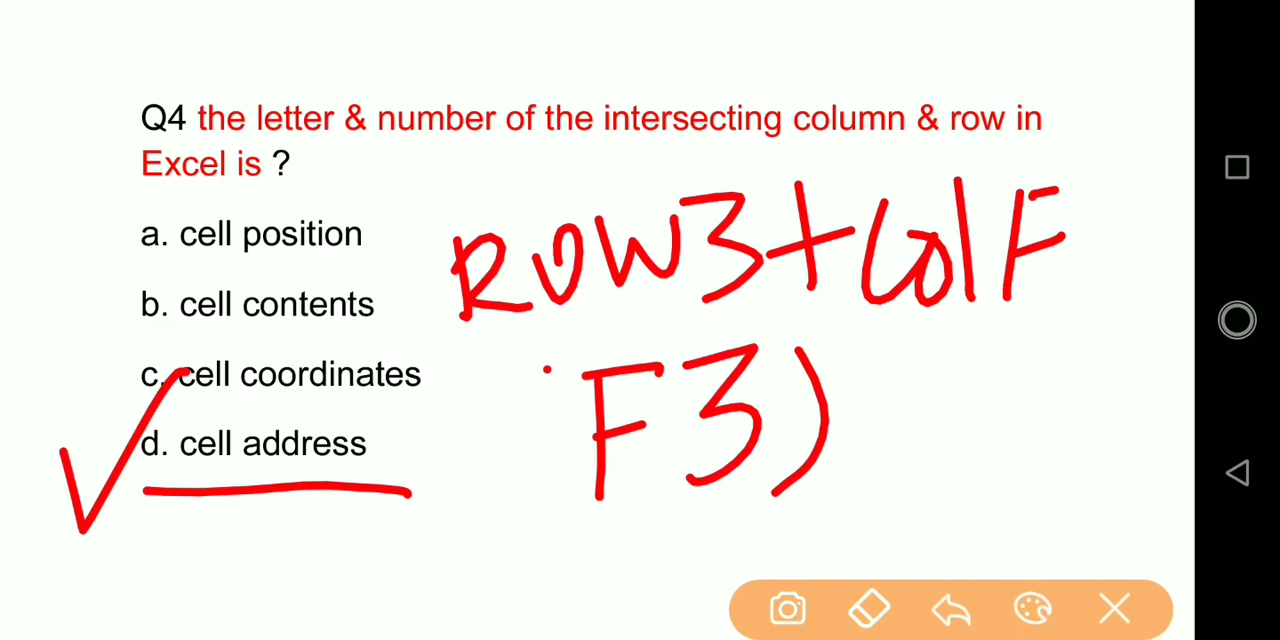 Q4 the letter & number of the intersecting column & row in
Excel is ?
a. cell position
b. cell contents
c. cell coordinates
d. cell address
ROW3+Col F
F3)